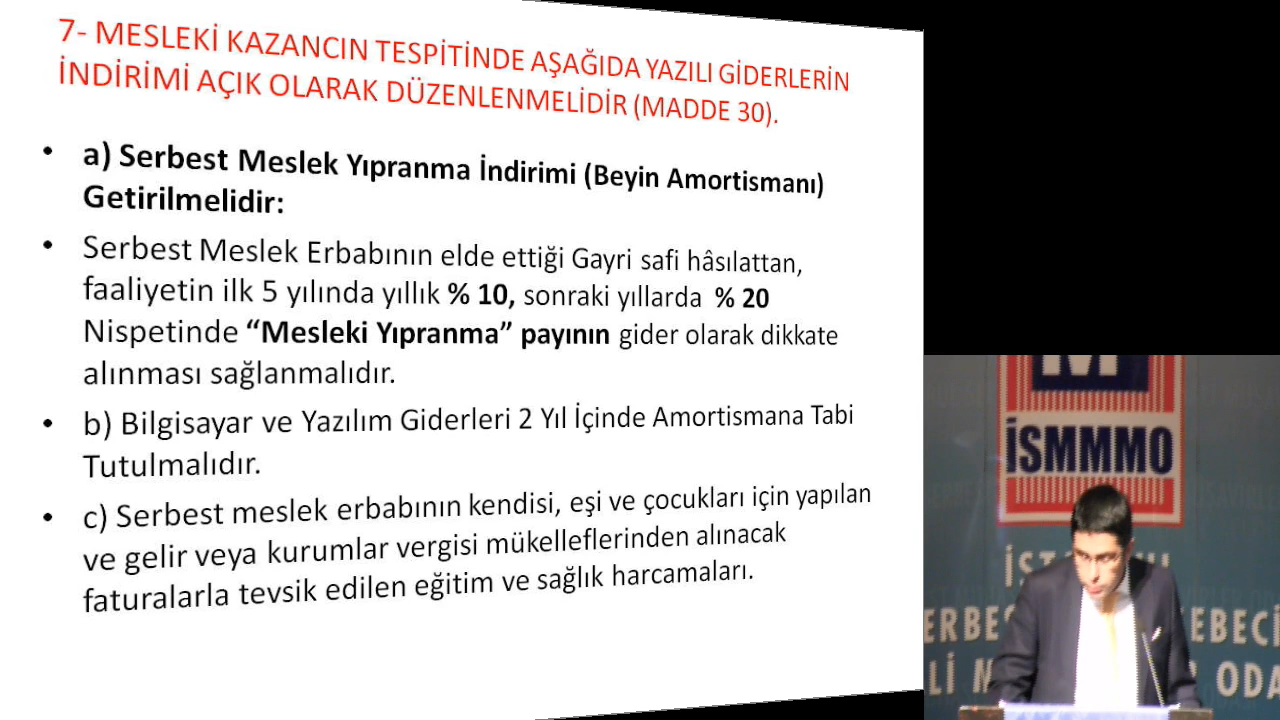 7- MESLEKİ KAZANCIN TESPİTİNDE AŞAĞIDA YAZILI GİDERLERİN
İNDİRİMİ AÇIK OLARAK DÜZENLENMELİDİR (MADDE 30).
• a) Serbest Meslek Yıpranma İndirimi (Beyin Amortismanı)
Getirilmelidir:
• Serbest Meslek Erbabının elde ettiği Gayri safi hâsılattan,
faaliyetin ilk 5 yılında yıllık % 10, sonraki yıllarda % 20
Nispetinde “Mesleki Yıpranma” payının gider olarak dikkate
alınması sağlanmalıdır.
• b) Bilgisayar ve Yazılım Giderleri 2 Yıl İçinde Amortismana Tabi
Tutulmalıdır.
• c) Serbest meslek erbabının kendisi, eşi ve çocukları için yapılan
ve gelir veya kurumlar vergisi mükelleflerinden alınacak
faturalarla tevsik edilen eğitim ve sağlık harcamaları.
İSMMMO